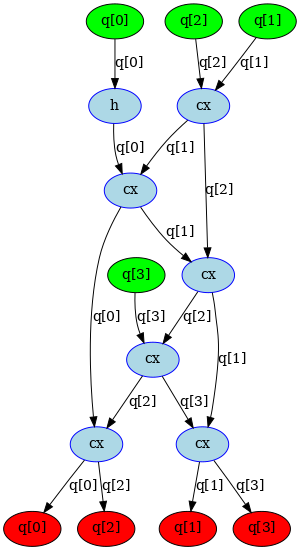 q[0] q[2] q[1]
q[0] q[2] q[1]
h cx
q[0] q[1]
cx q[2]
q[1]
q[3] cx
q[0] q[3] q[2]
q[1]
cx
q[2] q[3]
cx cx
q[0] q[2] q[1] q[3]
q[0] q[2] q[1] q[3]